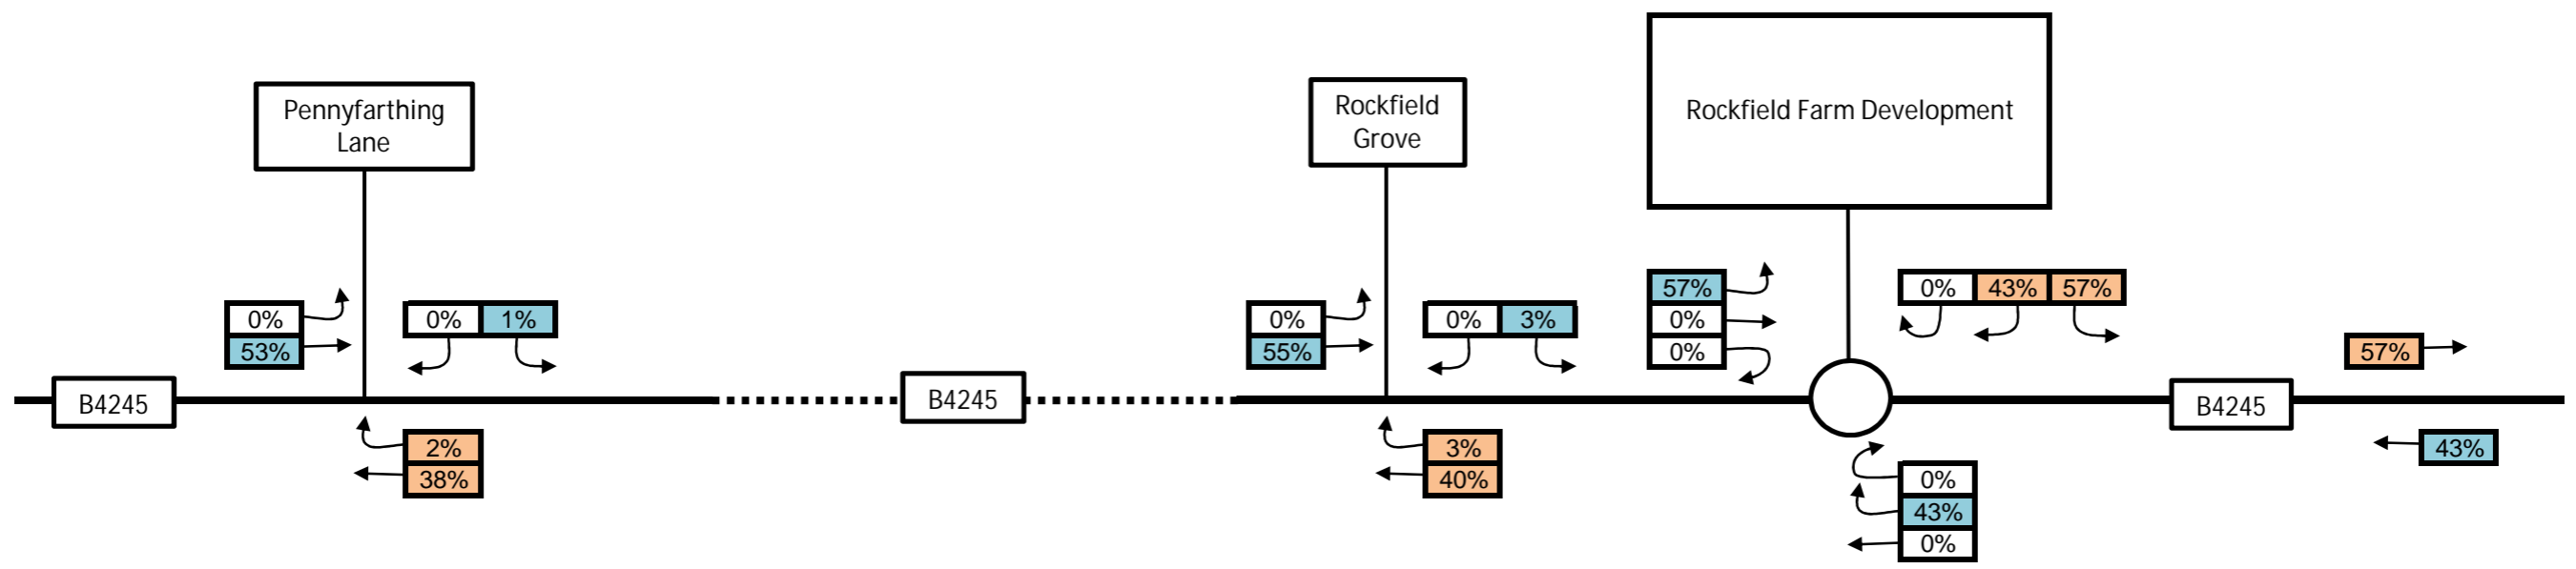 Pennyfarthing
Lane
Rockfield
Grove
Rockfield Farm Development
0%
53%
0% 1%
0%
55%
0% 3%
57%
0%
0%
0% 43% 57%
57%
B4245
B4245
B4245
2%
38%
3%
40%
0%
43%
0%
43%